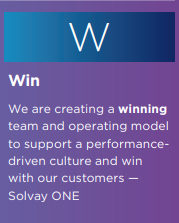 W
Win
We are creating a winning
team and operating model
to support a performance-
driven culture and win
with our customers —
Solvay ONE